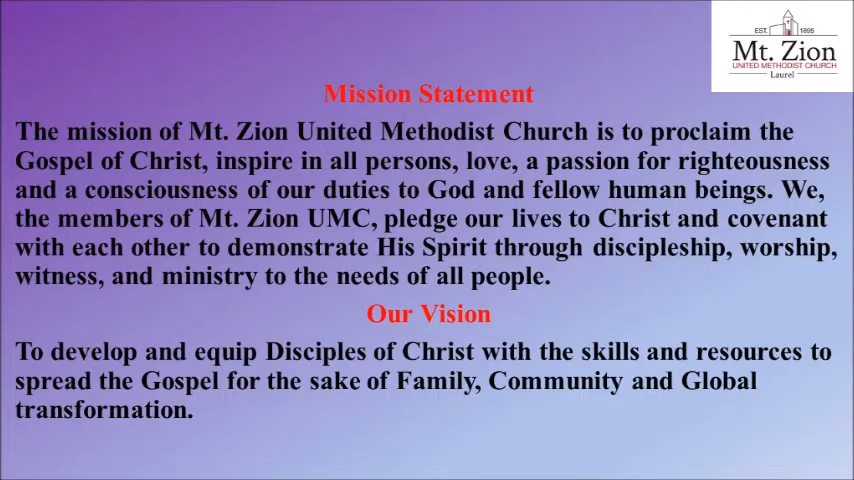 EST. 1895
Mt. Zion
UNITED METHODIST CHURCH
Laurel
Mission Statement
The mission of Mt. Zion United Methodist Church is to proclaim the
Gospel of Christ, inspire in all persons, love, a passion for righteousness
and a consciousness of our duties to God and fellow human beings. We,
the members of Mt. Zion UMC, pledge our lives to Christ and covenant
with each other to demonstrate His Spirit through discipleship, worship,
witness, and ministry to the needs of all people.
Our Vision
To develop and equip Disciples of Christ with the skills and resources to
spread the Gospel for the sake of Family, Community and Global
transformation.